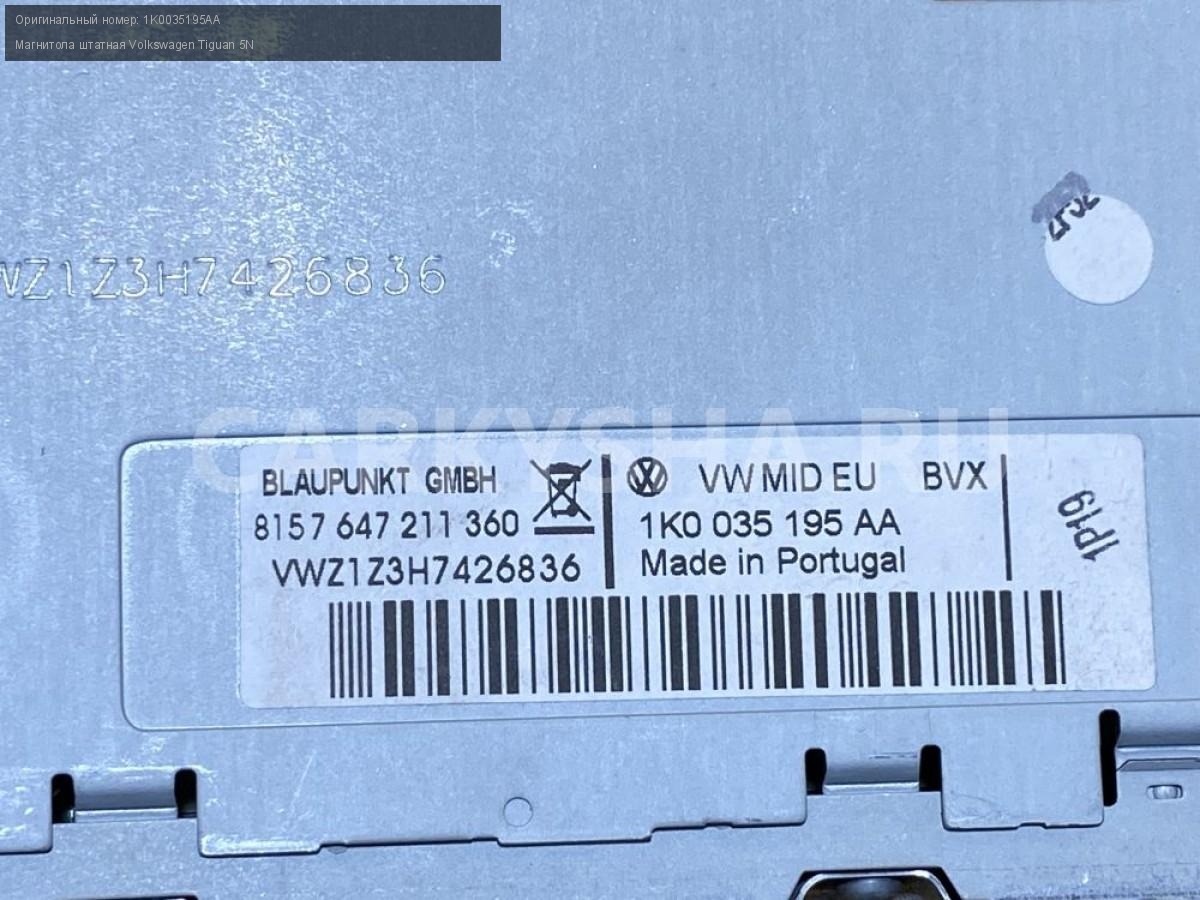 Оригинальный номер: 1K0035195AA
Магнитола штатная Volkswagen Tiguan 5N
WZ1Z3H7426836
CARKYSHA.RU
BLAUPUNKT GMBH
8157 647 211 360
VWZ1Z3H7426836
VW MID EU BVX
1K0 035 195 AA
Made in Portugal
1P19